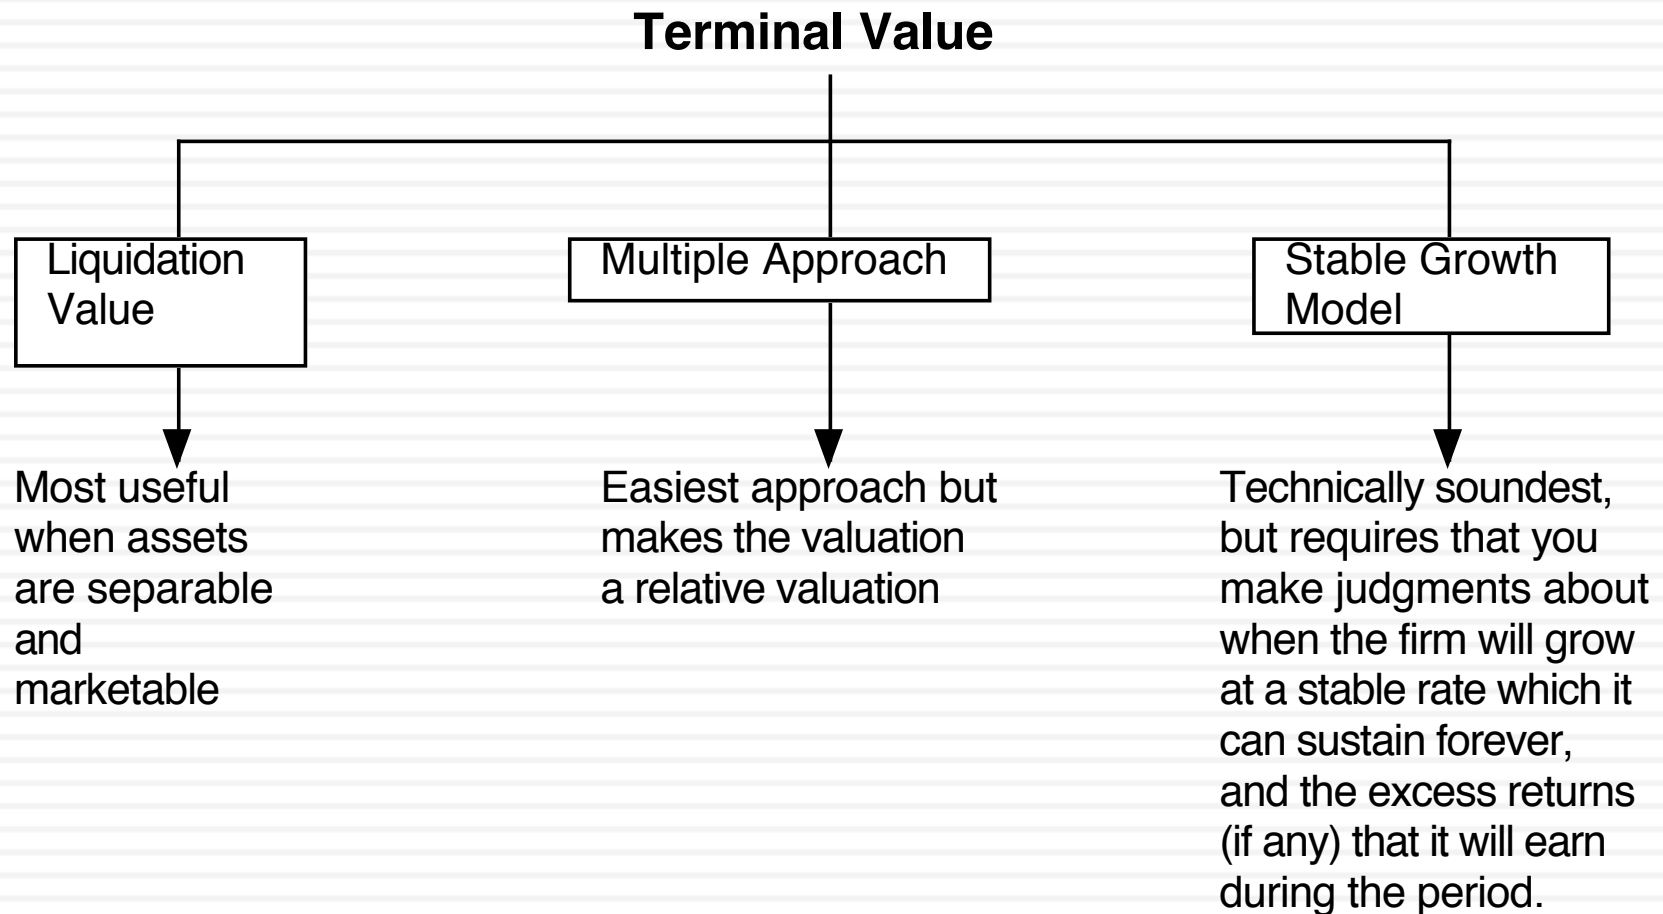 Terminal Value
Liquidation
Value
Multiple Approach
Stable Growth
Model
Most useful
when assets
are separable
and
marketable
Easiest approach but
makes the valuation
a relative valuation
Technically soundest,
but requires that you
make judgments about
when the firm will grow
at a stable rate which it
can sustain forever,
and the excess returns
(if any) that it will earn
during the period.